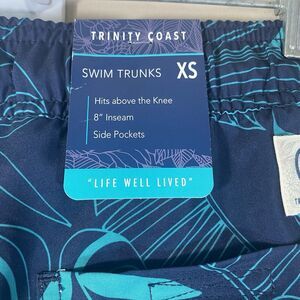 TRINITY COAST
SWIM TRUNKS XS
Hits above the Knee
8" Inseam
Side Pockets
"LIFE WELL LIVED"